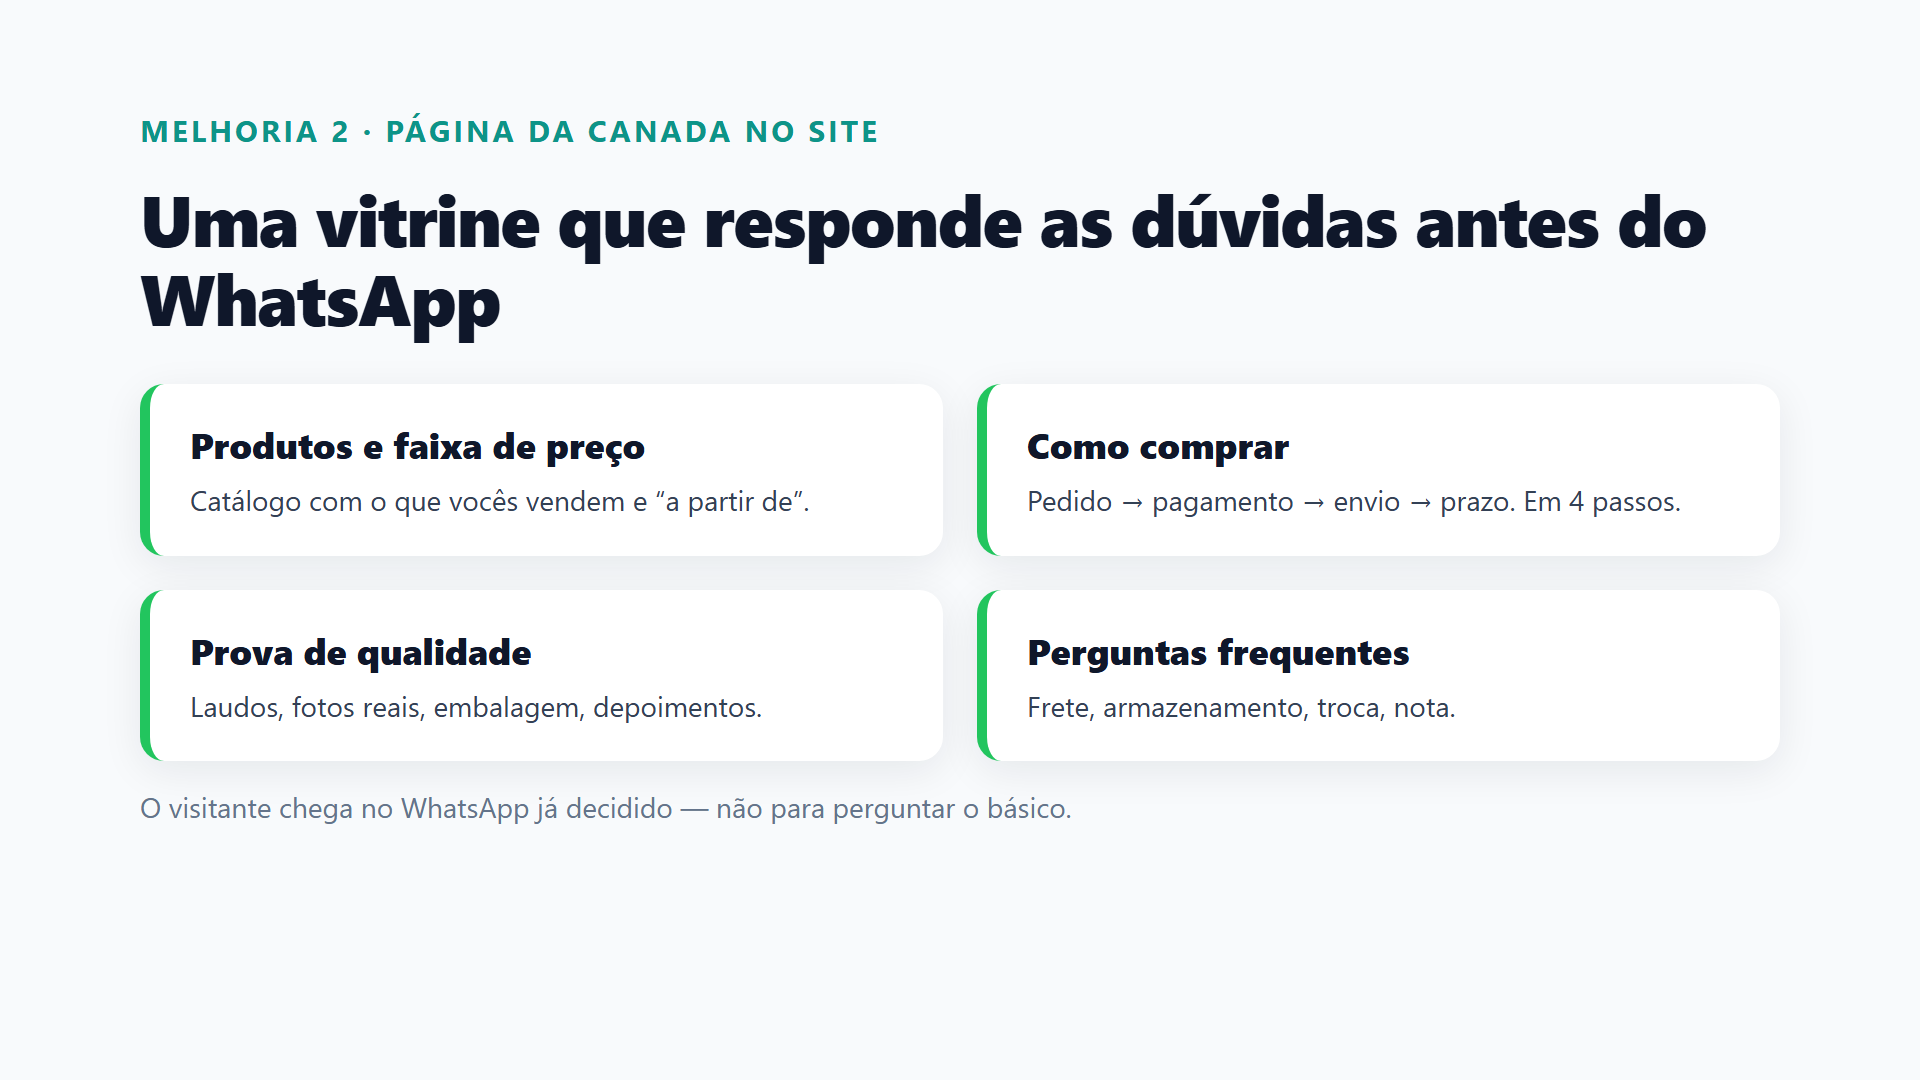 MELHORIA 2 · PÁGINA DA CANADA NO SITE
Uma vitrine que responde as dúvidas antes do
WhatsApp
Produtos e faixa de preço
Catálogo com o que vocês vendem e “a partir de”.
Como comprar
Pedido → pagamento → envio → prazo. Em 4 passos.
Prova de qualidade
Laudos, fotos reais, embalagem, depoimentos.
Perguntas frequentes
Frete, armazenamento, troca, nota.
O visitante chega no WhatsApp já decidido — não para perguntar o básico.